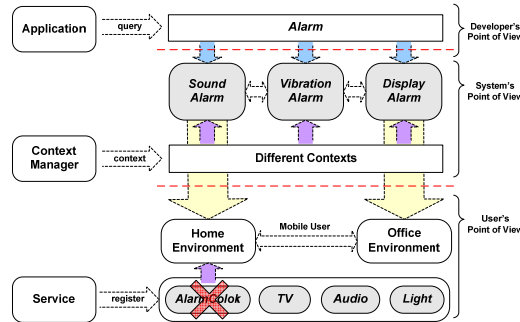 Application
query
Alarm
Developer's
Point of View
Sound
Alarm
Vibration
Alarm
Display
Alarm
System's
Point of View
Context
Manager
context
Different Contexts
Home
Environment
Mobile User
Office
Environment
User's
Point of View
Service
register
AlarmColok
TV
Audio
Light